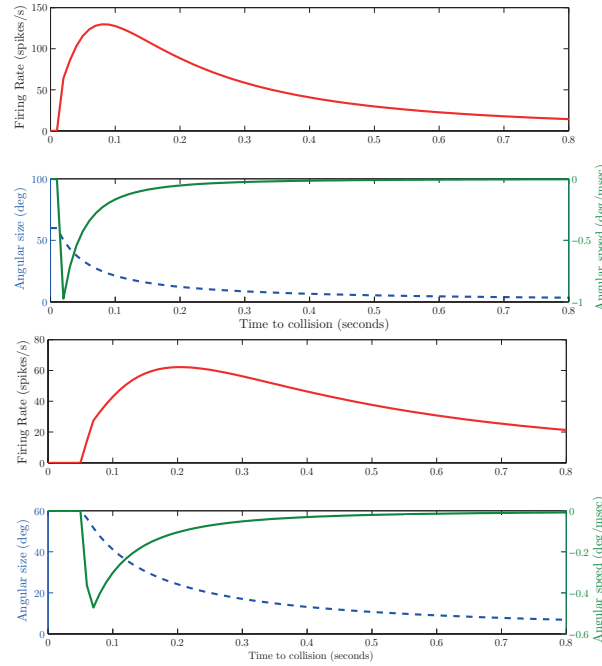 150
100
50
0
Firing Rate (spikes/s)
0 0.1 0.2 0.3 0.4 0.5 0.6 0.7 0.8
100
50
0
Angular size (deg)
0
−0.5
−1
Angular speed (deg/msec)
0 0.1 0.2 0.3 0.4 0.5 0.6 0.7 0.8
Time to collision (seconds)
80
60
40
20
0
Firing Rate (spikes/s)
0 0.1 0.2 0.3 0.4 0.5 0.6 0.7 0.8
60
40
20
0
Angular size (deg)
0
−0.2
−0.4
−0.6
Angular speed (deg/msec)
0 0.1 0.2 0.3 0.4 0.5 0.6 0.7 0.8
Time to collision (seconds)